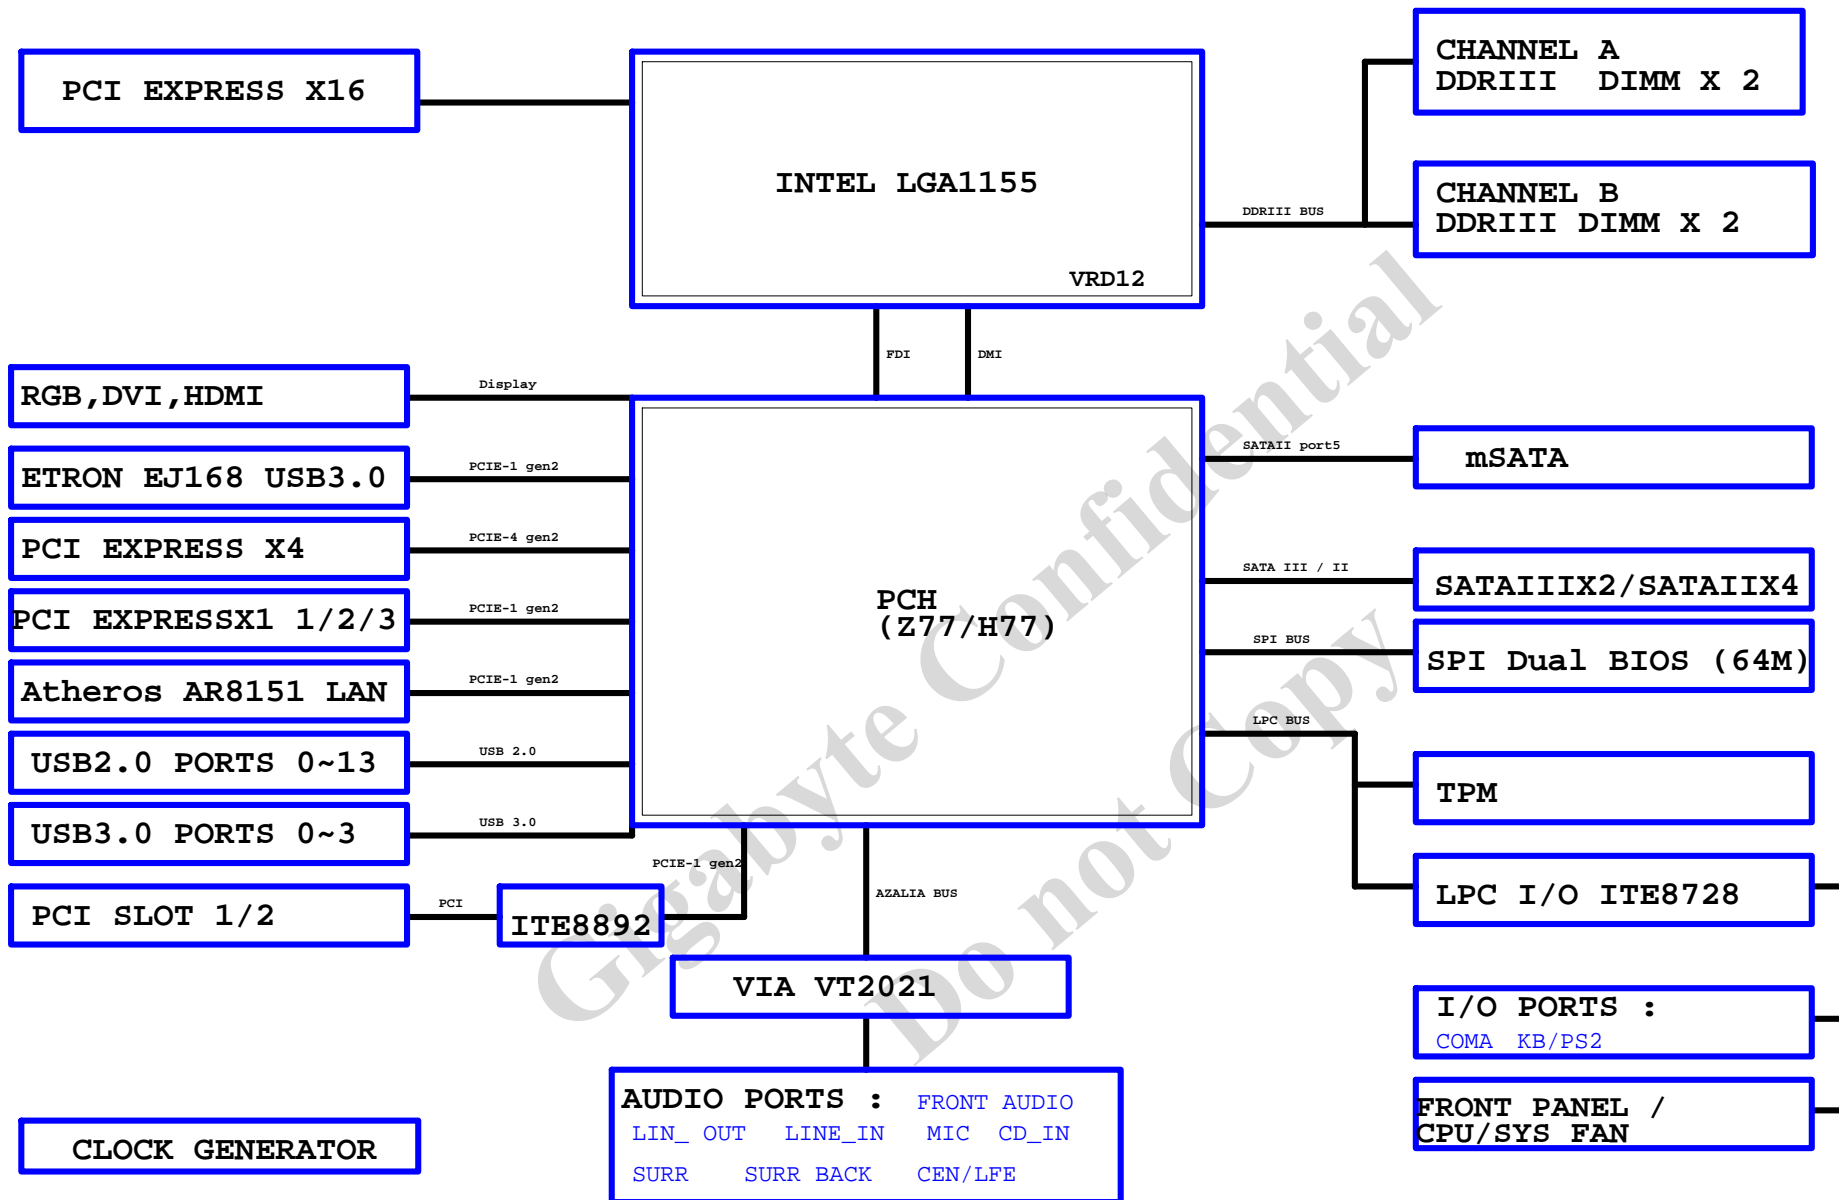 PCI EXPRESS X16
INTEL LGA1155
VRD12
CHANNEL A
DDRIII DIMM X 2
CHANNEL B
DDRIII DIMM X 2
DDRIII BUS
FDI
DMI
RGB,DVI,HDMI
Display
ETRON EJ168 USB3.0
PCIE-1 gen2
PCI EXPRESS X4
PCIE-4 gen2
PCI EXPRESSX1 1/2/3
PCIE-1 gen2
Atheros AR8151 LAN
PCIE-1 gen2
USB2.0 PORTS 0~13
USB 2.0
USB3.0 PORTS 0~3
USB 3.0
PCI SLOT 1/2
PCI
ITE8892
PCIE-1 gen2
PCH
(Z77/H77)
SATAII port5
mSATA
SATA III / II
SATAIIIX2/SATAIIX4
SPI BUS
SPI Dual BIOS (64M)
LPC BUS
TPM
LPC I/O ITE8728
AZALIA BUS
VIA VT2021
I/O PORTS :
COMA KB/PS2
FRONT PANEL /
CPU/SYS FAN
AUDIO PORTS : FRONT AUDIO
LIN_ OUT LINE_IN MIC CD_IN
SURR SURR BACK CEN/LFE
CLOCK GENERATOR
Gigabyte Confidential
Do not Copy